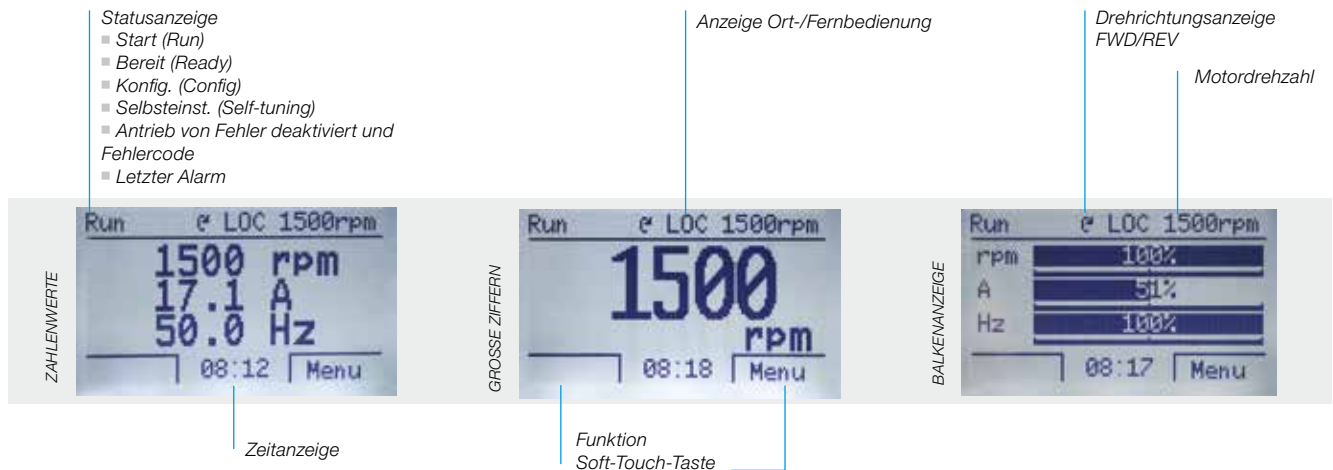 Statusanzeige
■ Start (Run)
■ Bereit (Ready)
■ Konfig. (Config)
■ Selbsteinst. (Self-tuning)
■ Antrieb von Fehler deaktiviert und
Fehlercode
■ Letzter Alarm
Anzeige Ort-/Fernbedienung
Drehrichtungsanzeige
FWD/REV
Motordrehzahl
ZAHLENWERTE
Run LOC 1500rpm
1500 rpm
17.1 A
50.0 Hz
08:12 Menu
Zeitanzeige
GROSSE ZIFFERN
Run LOC 1500rpm
1500
rpm
08:18 Menu
Funktion
Soft-Touch-Taste
BALKENANZEIGE
Run LOC 1500rpm
rpm 100%
A 51%
Hz 100%
08:17 Menu